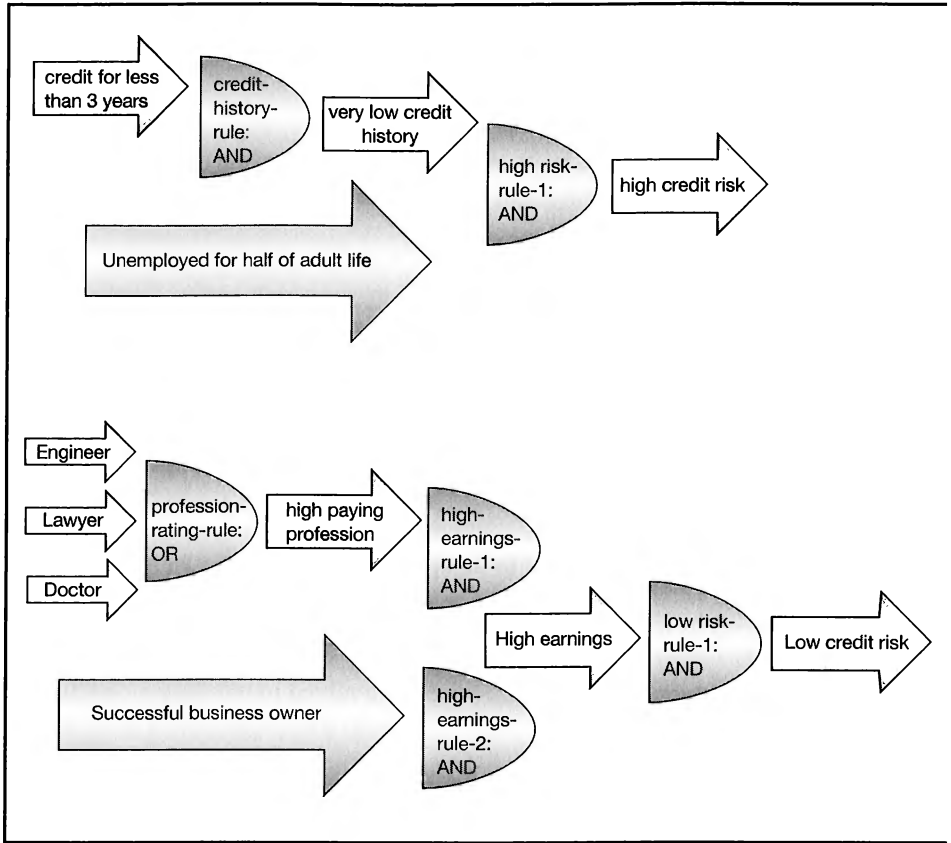 credit for less
than 3 years
credit-
history-
rule:
AND
very low credit
history
high risk-
rule-1:
AND
high credit risk
Unemployed for half of adult life
Engineer
Lawyer
Doctor
profession-
rating-rule:
OR
high paying
profession
high-
earnings-
rule-1:
AND
High earnings
low risk-
rule-1:
AND
Low credit risk
Successful business owner
high-
earnings-
rule-2:
AND